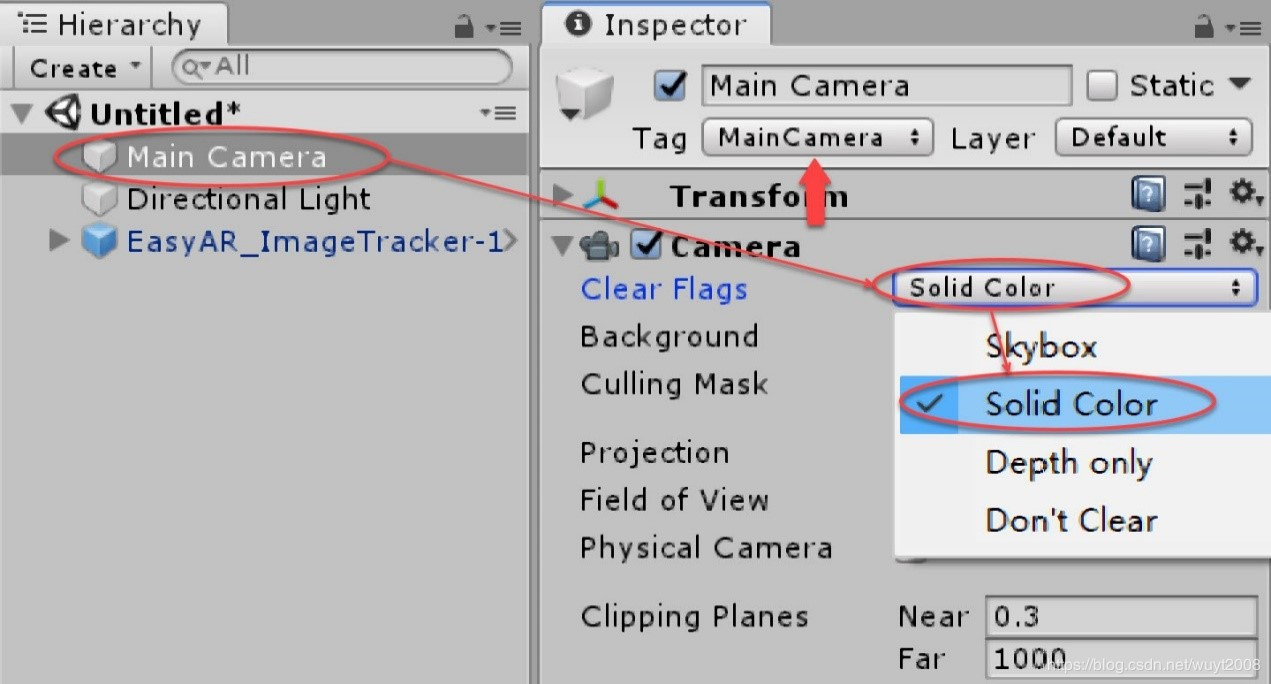 Hierarchy
Create
All
Untitled*
Main Camera
Directional Light
EasyAR_ImageTracker-1
Inspector
Main Camera
Static
Tag MainCamera Layer Default
Transform
Camera
Clear Flags Solid Color
Background
Culling Mask
Projection
Field of View
Physical Camera
Skybox
Solid Color
Depth only
Don't Clear
Clipping Planes Near 0.3
Far 1000
https://blog.csdn.net/wuyt2008